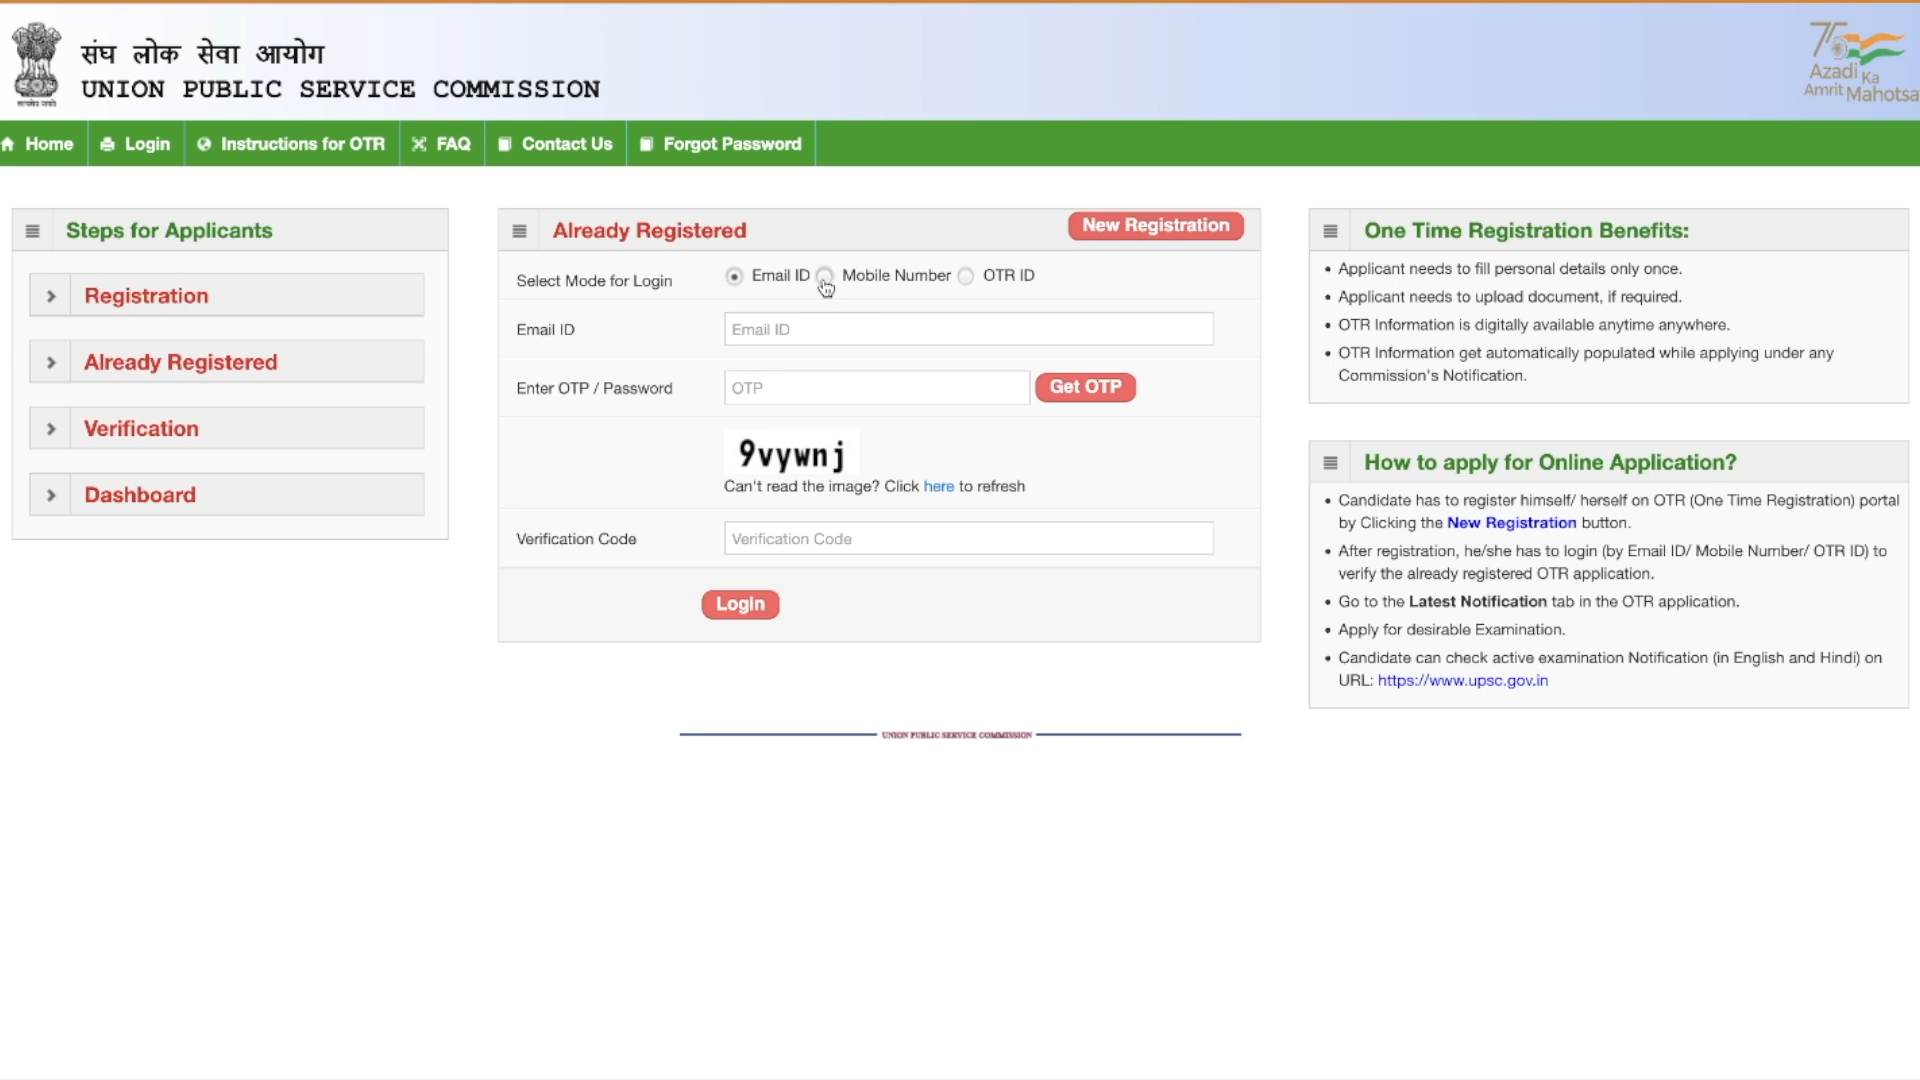 संघ लोक सेवा आयोग
UNION PUBLIC SERVICE COMMISSION
सत्यमेव जयते
75
Azadi Ka
Amrit Mahotsa
Home
Login
Instructions for OTR
FAQ
Contact Us
Forgot Password
Steps for Applicants
Registration
Already Registered
Verification
Dashboard
Already Registered
New Registration
Select Mode for Login
Email ID
Mobile Number
OTR ID
Email ID
Email ID
Enter OTP / Password
OTP
Get OTP
9vywnj
Can't read the image? Click here to refresh
Verification Code
Verification Code
Login
One Time Registration Benefits:
• Applicant needs to fill personal details only once.
• Applicant needs to upload document, if required.
• OTR Information is digitally available anytime anywhere.
• OTR Information get automatically populated while applying under any
Commission's Notification.
How to apply for Online Application?
• Candidate has to register himself/ herself on OTR (One Time Registration) portal
by Clicking the New Registration button.
• After registration, he/she has to login (by Email ID/ Mobile Number/ OTR ID) to
verify the already registered OTR application.
• Go to the Latest Notification tab in the OTR application.
• Apply for desirable Examination.
• Candidate can check active examination Notification (in English and Hindi) on
URL: https://www.upsc.gov.in
UNION PUBLIC SERVICE COMMISSION